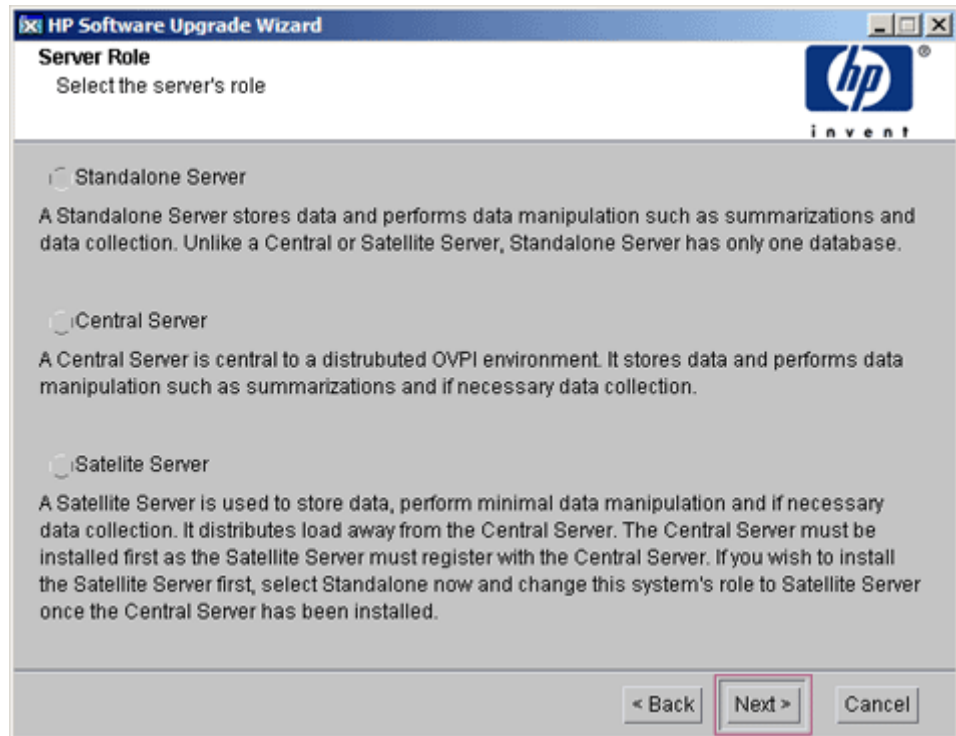 HP Software Upgrade Wizard
Server Role
Select the server's role
hp
®
invent
Standalone Server
A Standalone Server stores data and performs data manipulation such as summarizations and
data collection. Unlike a Central or Satellite Server, Standalone Server has only one database.
Central Server
A Central Server is central to a distrubuted OVPI environment. It stores data and performs data
manipulation such as summarizations and if necessary data collection.
Satelite Server
A Satellite Server is used to store data, perform minimal data manipulation and if necessary
data collection. It distributes load away from the Central Server. The Central Server must be
installed first as the Satellite Server must register with the Central Server. If you wish to install
the Satellite Server first, select Standalone now and change this system's role to Satellite Server
once the Central Server has been installed.
< Back
Next >
Cancel